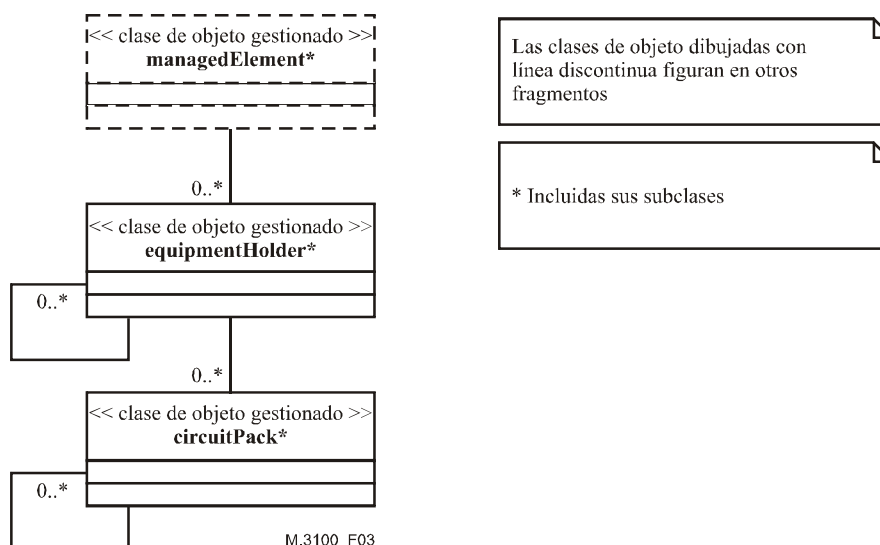 << clase de objeto gestionado >>
managedElement*
0..*
<< clase de objeto gestionado >>
equipmentHolder*
0..*
0..*
<< clase de objeto gestionado >>
circuitPack*
0..*
M.3100_F03
Las clases de objeto dibujadas con
línea discontinua figuran en otros
fragmentos
* Incluidas sus subclases